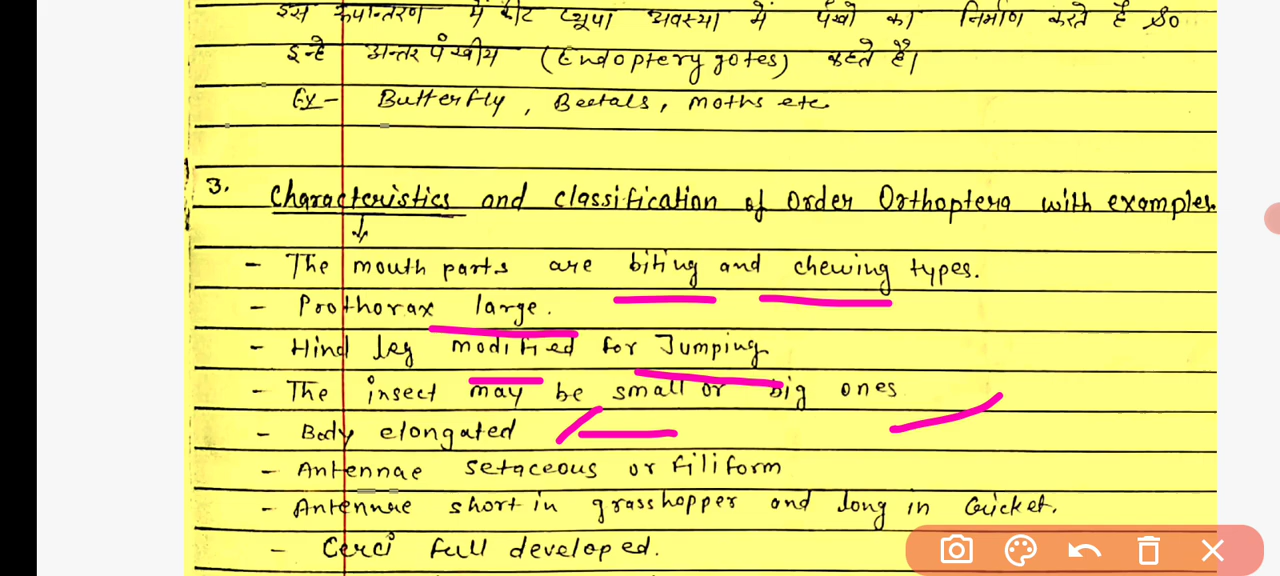 इस रूपान्तरण में कीट प्यूपा अवस्था में पंखो का निर्माण करते है so
इन्हे अन्तर पंखीय (Endopterygotes) कहते है।
Ex- Butterfly, Beetals, Moths etc.
3. Characteristics and classification of Order Orthoptera with examples.
- The mouth parts are biting and chewing types.
- Prothorax large.
- Hind leg modified for Jumping
- The insect may be small or big ones
- Body elongated
- Antennae setaceous or filiform
- Antennae short in grasshopper and long in Cricket.
- Cerci full developed.